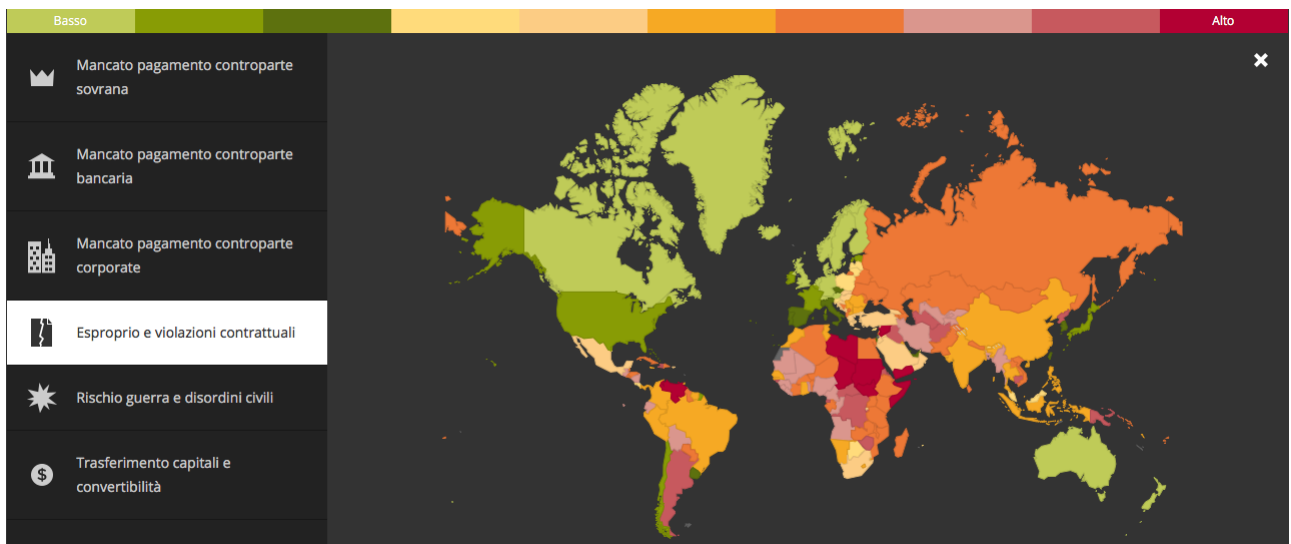 Basso
Alto
Mancato pagamento controparte
sovrana
Mancato pagamento controparte
bancaria
Mancato pagamento controparte
corporate
Esproprio e violazioni contrattuali
Rischio guerra e disordini civili
Trasferimento capitali e
convertibilità